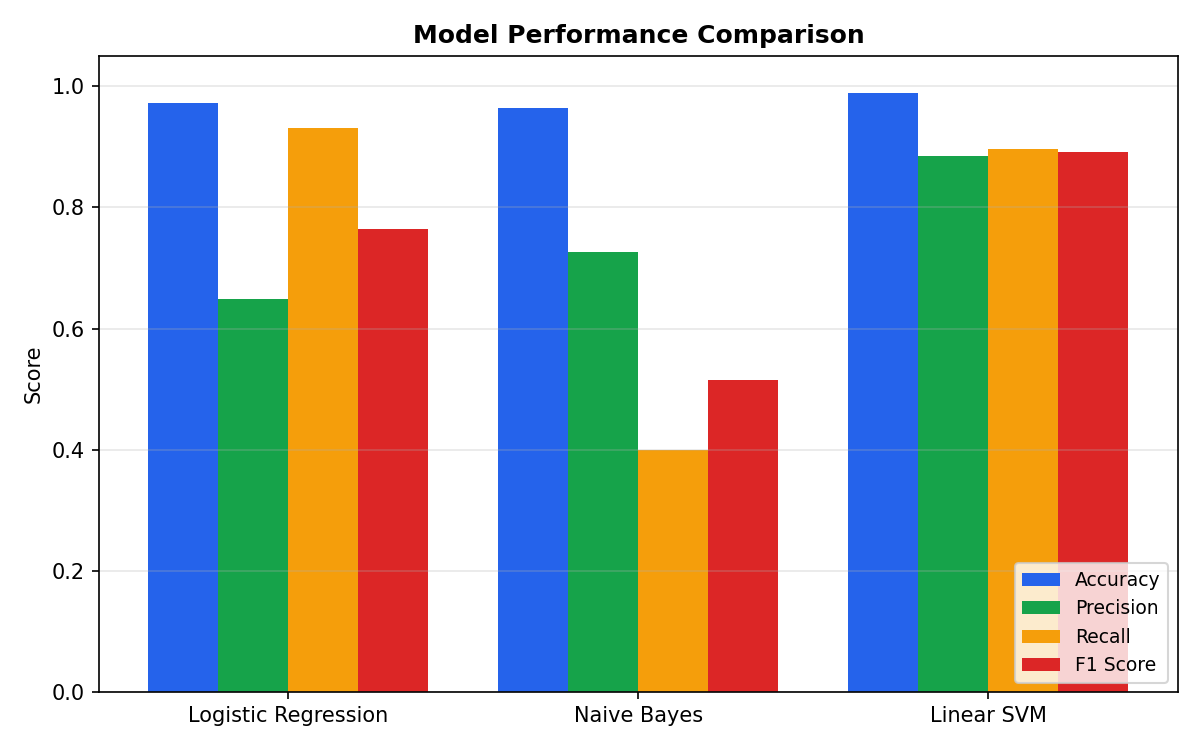 Model Performance Comparison
1.0
0.8
0.6
0.4
0.2
0.0
Score
Accuracy
Precision
Recall
F1 Score
Logistic Regression
Naive Bayes
Linear SVM